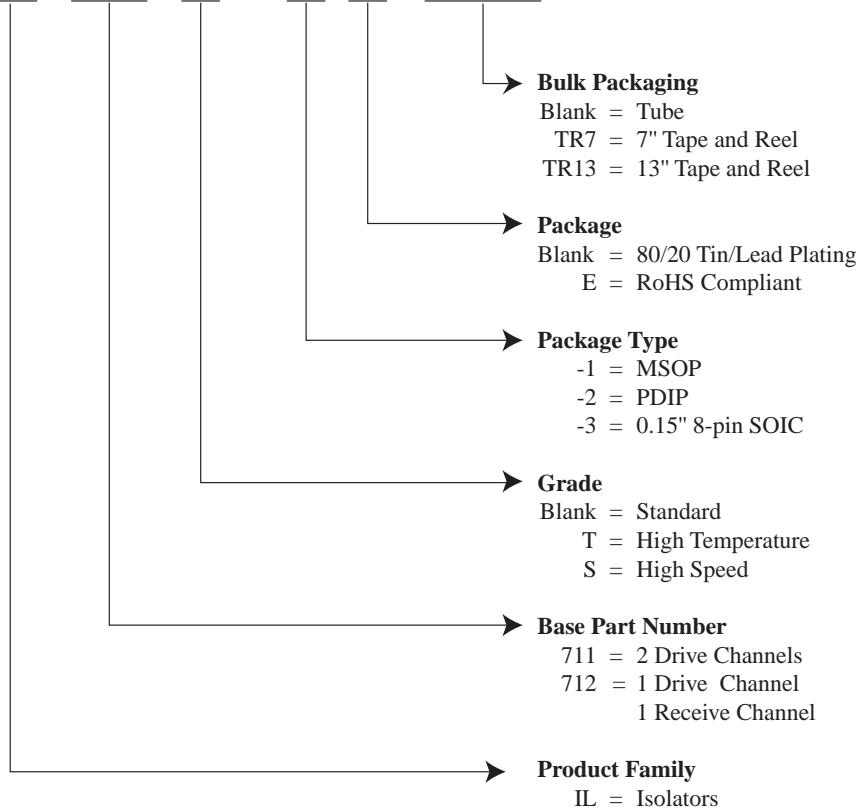 Bulk Packaging
Blank = Tube
TR7 = 7" Tape and Reel
TR13 = 13" Tape and Reel
Package
Blank = 80/20 Tin/Lead Plating
E = RoHS Compliant
Package Type
-1 = MSOP
-2 = PDIP
-3 = 0.15" 8-pin SOIC
Grade
Blank = Standard
T = High Temperature
S = High Speed
Base Part Number
711 = 2 Drive Channels
712 = 1 Drive Channel
1 Receive Channel
Product Family
IL = Isolators